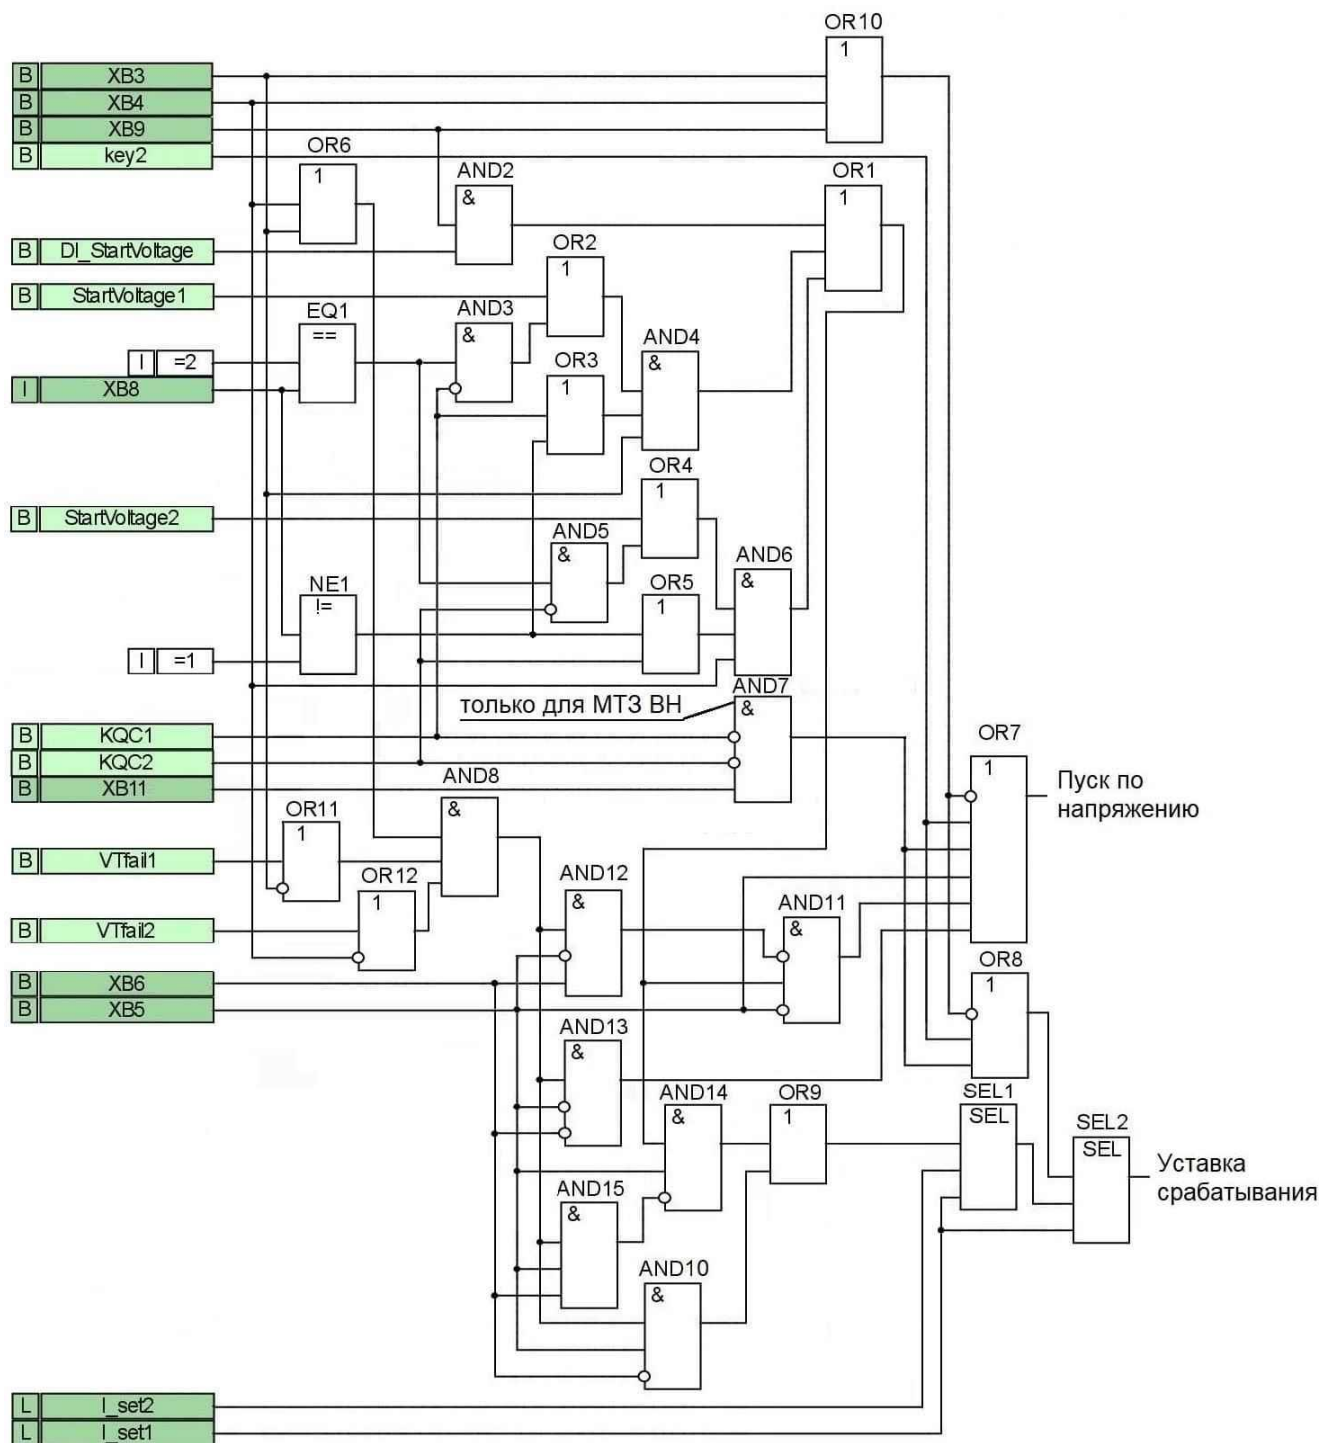 OR10
1
B XB3
B XB4
B XB9
B key2
OR6
1
AND2
&
OR1
1
B DI_StartVoltage
OR2
1
B StartVoltage1
EQ1
==
AND3
&
AND4
&
I =2
OR3
1
I XB8
OR4
1
B StartVoltage2
AND5
&
AND6
&
NE1
!=
OR5
1
I =1
AND7
&
только для МТЗ ВН
B KQC1
B KQC2
B XB11
OR7
1
Пуск по
напряжению
AND8
&
OR11
1
B VTfail1
OR12
1
AND12
&
AND11
&
B VTfail2
OR8
1
B XB6
B XB5
AND13
&
AND14
&
OR9
1
SEL1
SEL
SEL2
SEL
Уставка
срабатывания
AND15
&
AND10
&
L I_set2
L I_set1